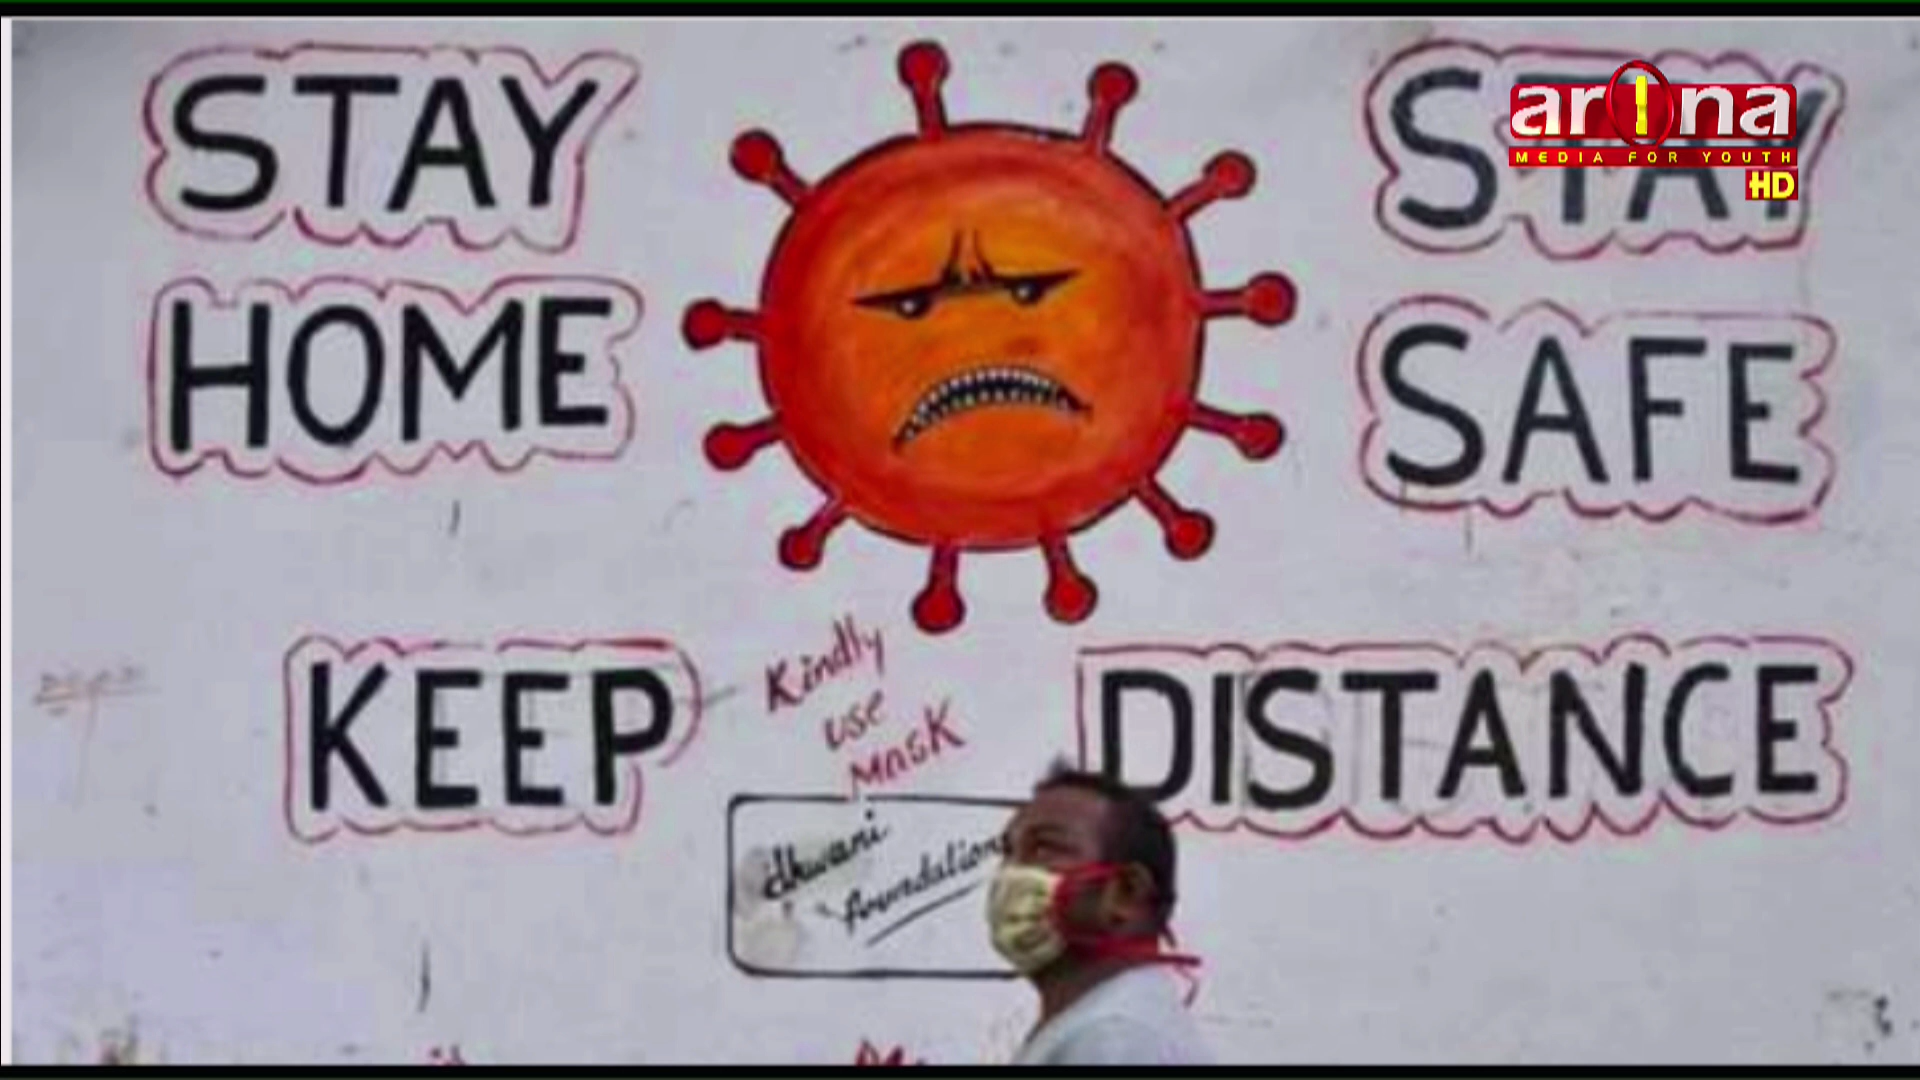 STAY
HOME
STAY
SAFE
arina
MEDIA FOR YOUTH
HD
KEEP
Kindly
use
Mask
DISTANCE
dhwani
foundation